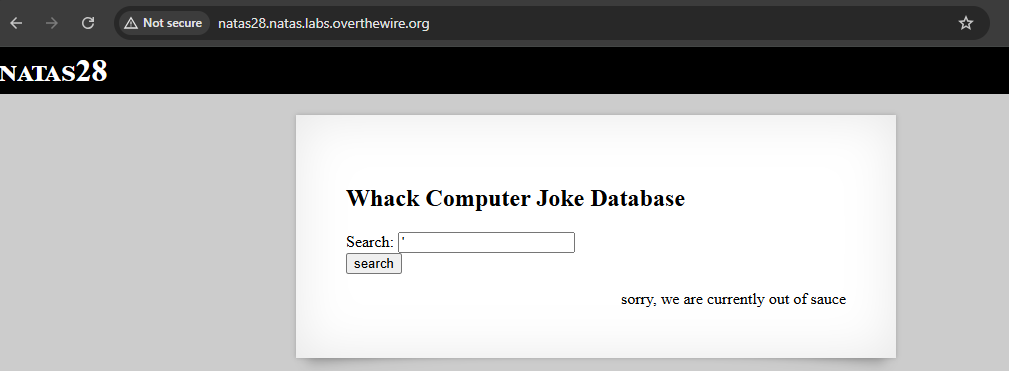 Not secure natas28.natas.labs.overthewire.org
NATAS28
Whack Computer Joke Database
Search: '
search
sorry, we are currently out of sauce